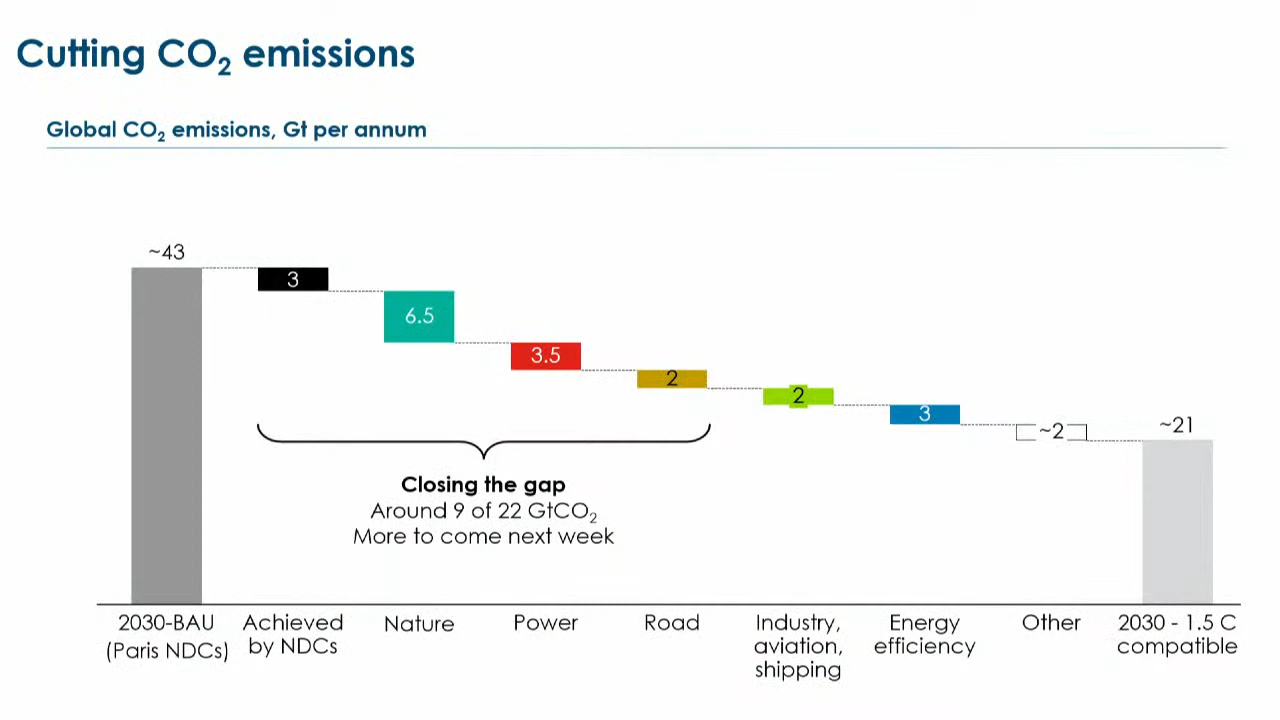 Cutting CO₂ emissions
Global CO₂ emissions, Gt per annum
~43
3
6.5
3.5
2
2
3
~2
~21
Closing the gap
Around 9 of 22 GtCO₂
More to come next week
2030-BAU
(Paris NDCs)
Achieved
by NDCs
Nature
Power
Road
Industry,
aviation,
shipping
Energy
efficiency
Other
2030 - 1.5 C
compatible